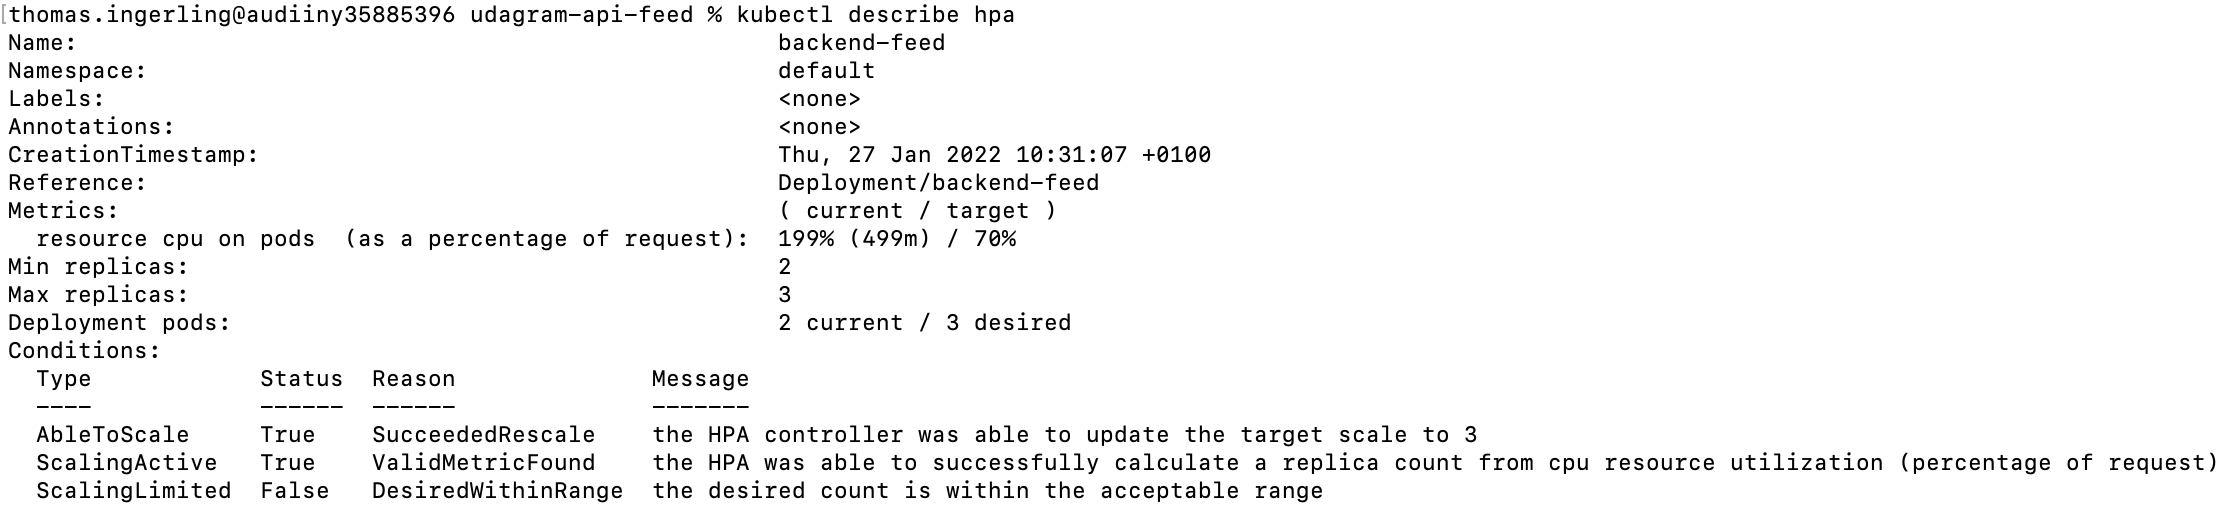 thomas.ingerling@audiiny35885396 udagram-api-feed % kubectl describe hpa
Name: backend-feed
Namespace: default
Labels: <none>
Annotations: <none>
CreationTimestamp: Thu, 27 Jan 2022 10:31:07 +0100
Reference: Deployment/backend-feed
Metrics: ( current / target )
  resource cpu on pods  (as a percentage of request): 199% (499m) / 70%
Min replicas: 2
Max replicas: 3
Deployment pods: 2 current / 3 desired
Conditions:
  Type            Status  Reason              Message
  ----            ------  ------              -------
  AbleToScale     True    SucceededRescale    the HPA controller was able to update the target scale to 3
  ScalingActive   True    ValidMetricFound    the HPA was able to successfully calculate a replica count from cpu resource utilization (percentage of request)
  ScalingLimited  False   DesiredWithinRange  the desired count is within the acceptable range